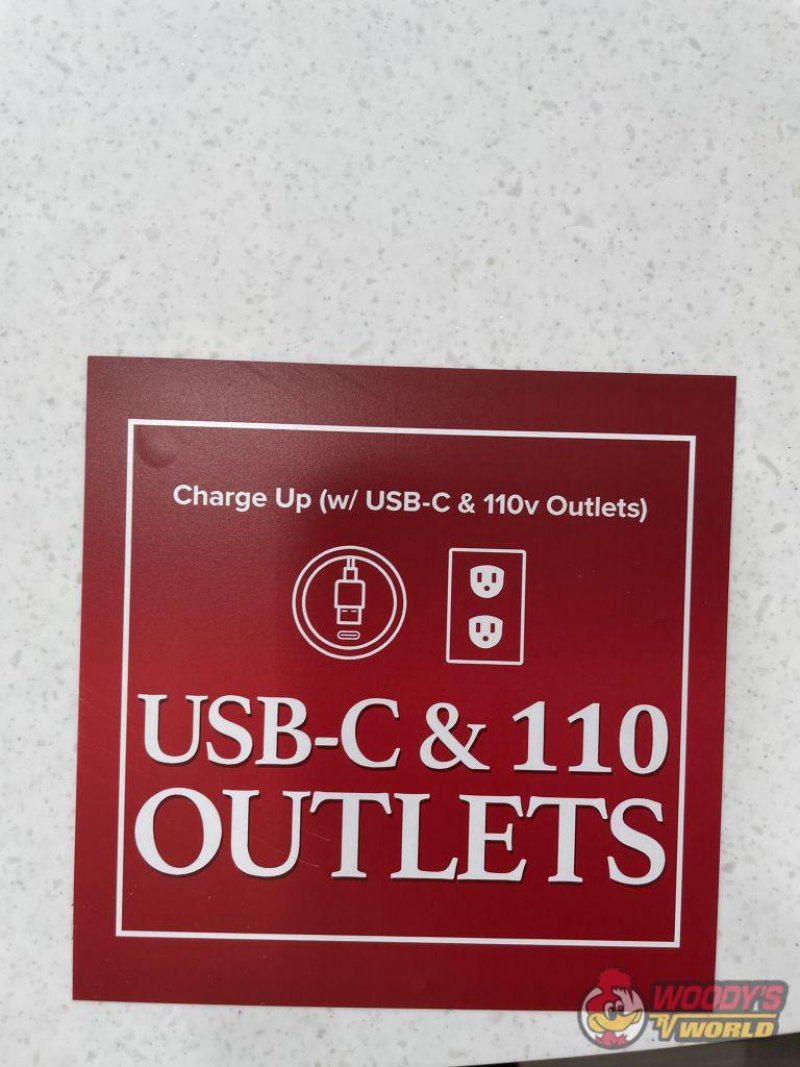 Charge Up (w/ USB-C & 110v Outlets)
USB-C & 110
OUTLETS
WOODY'S
RV WORLD